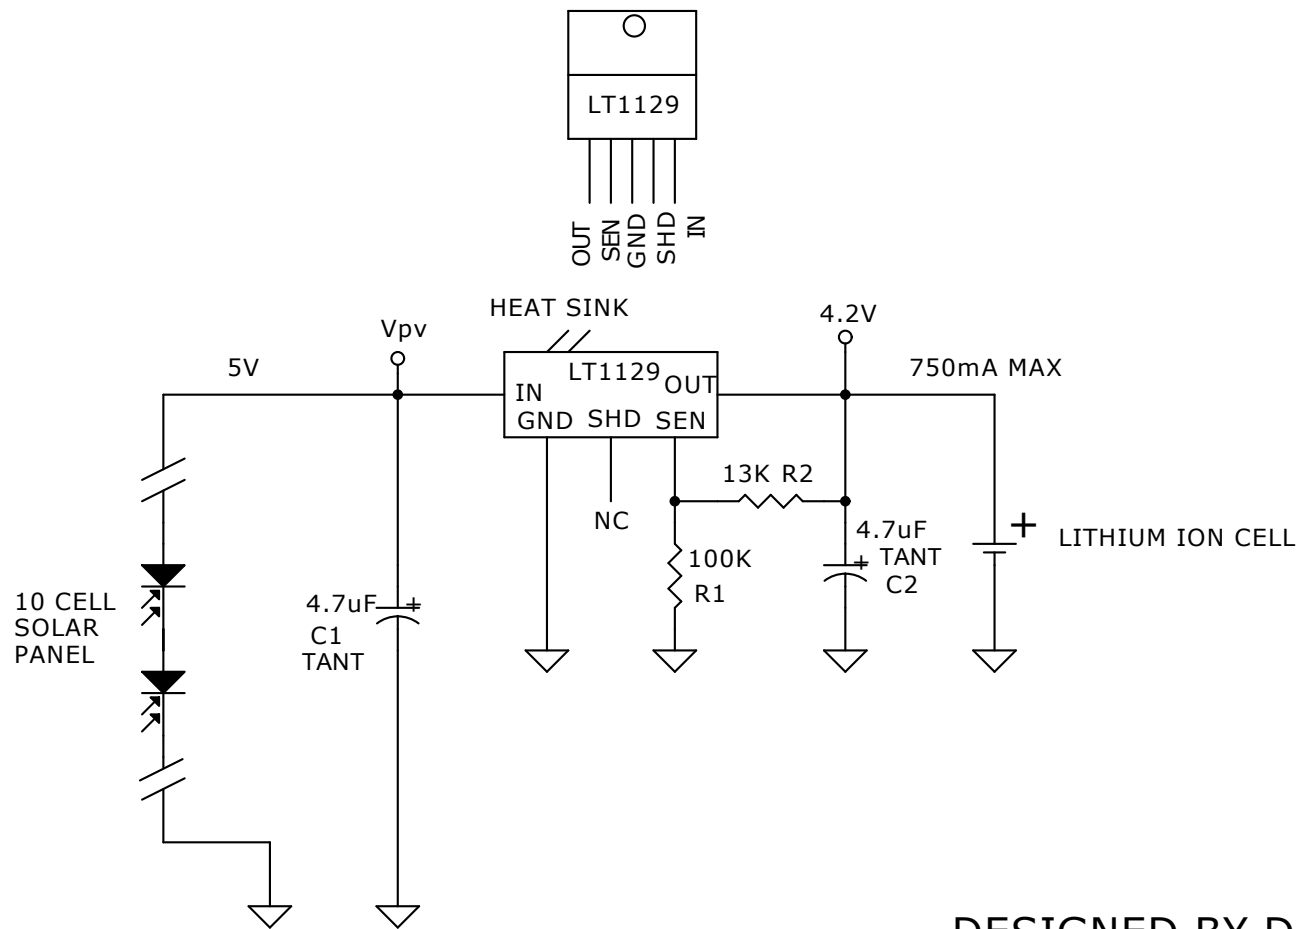 LT1129
OUT
SEN
GND
SHD
IN
HEAT SINK
4.2V
Vpv
5V
750mA MAX
LT1129
OUT
IN
GND SHD SEN
13K R2
NC
4.7uF
TANT
C2
+
+
LITHIUM ION CELL
100K
R1
10 CELL
SOLAR
PANEL
4.7uF
+
C1
TANT
DESIGNED BY D